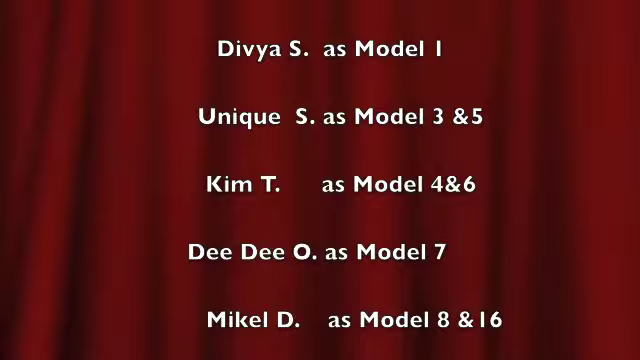 Divya S. as Model 1
Unique S. as Model 3 &5
Kim T. as Model 4&6
Dee Dee O. as Model 7
Mikel D. as Model 8 &16